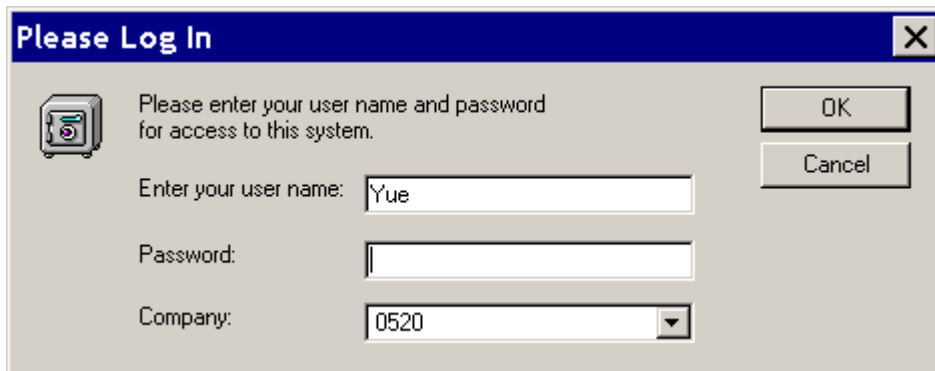 Please Log In
Please enter your user name and password
for access to this system.
OK
Cancel
Enter your user name: Yue
Password:
Company: 0520